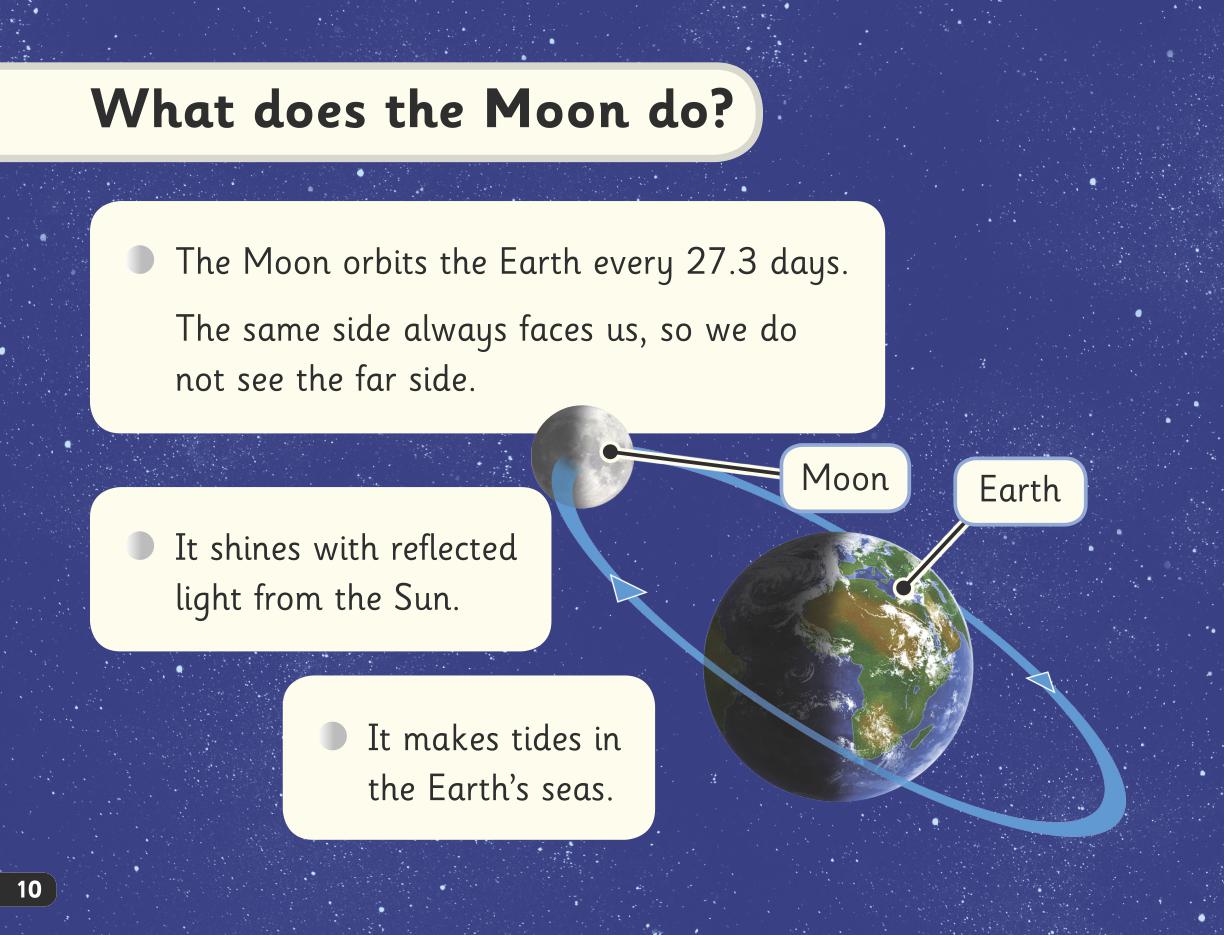 What does the Moon do?
The Moon orbits the Earth every 27.3 days.
The same side always faces us, so we do
not see the far side.
Moon
Earth
It shines with reflected
light from the Sun.
It makes tides in
the Earth’s seas.
10